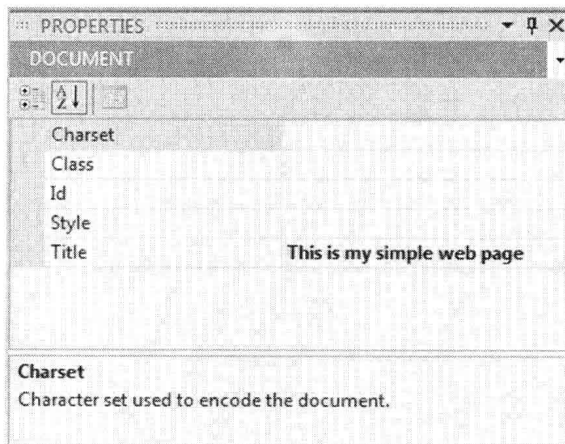 PROPERTIES
DOCUMENT
Charset
Class
Id
Style
Title This is my simple web page
Charset
Character set used to encode the document.